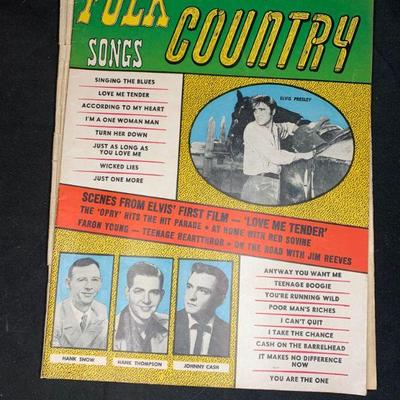 FOLK
COUNTRY
SONGS
SINGING THE BLUES
LOVE ME TENDER
ACCORDING TO MY HEART
I'M A ONE WOMAN MAN
TURN HER DOWN
JUST AS LONG AS
YOU LOVE ME
WICKED LIES
JUST ONE MORE
ELVIS PRESLEY
SCENES FROM ELVIS' FIRST FILM — 'LOVE ME TENDER'
THE 'OPRY' HITS THE HIT PARADE • AT HOME WITH RED SOVINE
FARON YOUNG — TEENAGE HEARTTHROB • ON THE ROAD WITH JIM REEVES
HANK SNOW
HANK THOMPSON
JOHNNY CASH
ANYWAY YOU WANT ME
TEENAGE BOOGIE
YOU'RE RUNNING WILD
POOR MAN'S RICHES
I CAN'T QUIT
I TAKE THE CHANCE
CASH ON THE BARRELHEAD
IT MAKES NO DIFFERENCE
NOW
YOU ARE THE ONE